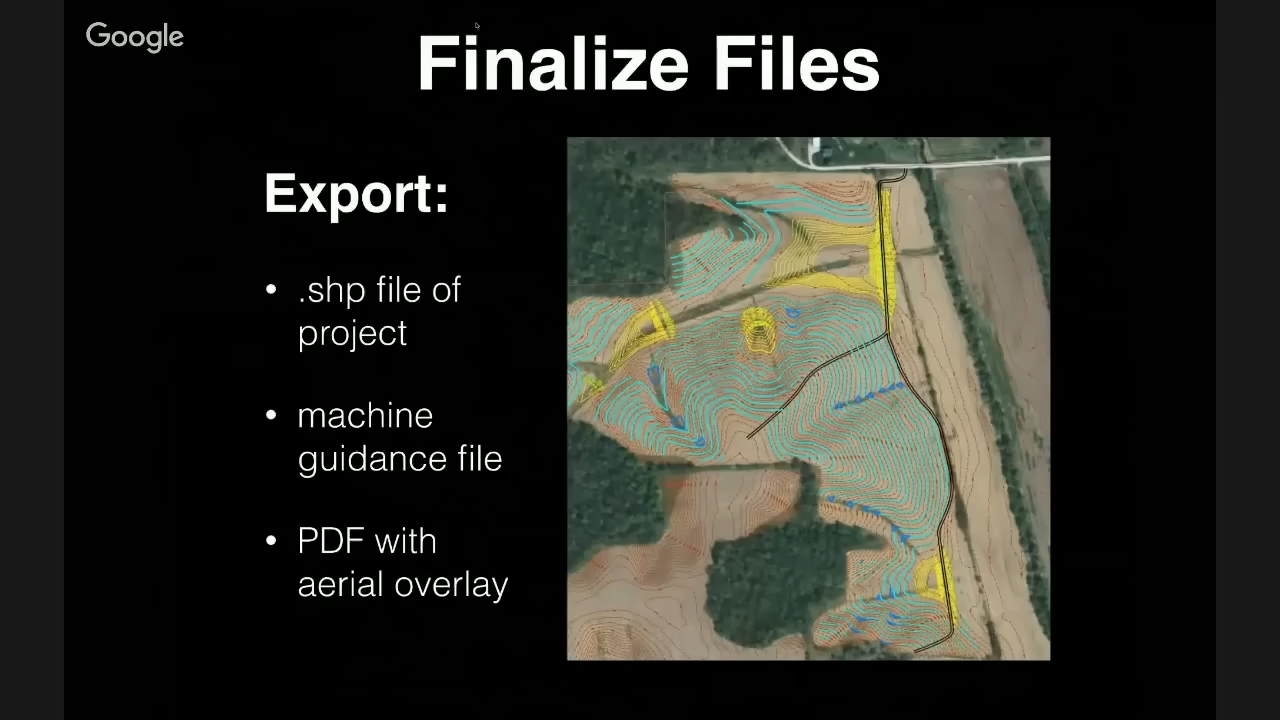 Google
Finalize Files
Export:
• .shp file of
project
• machine
guidance file
• PDF with
aerial overlay